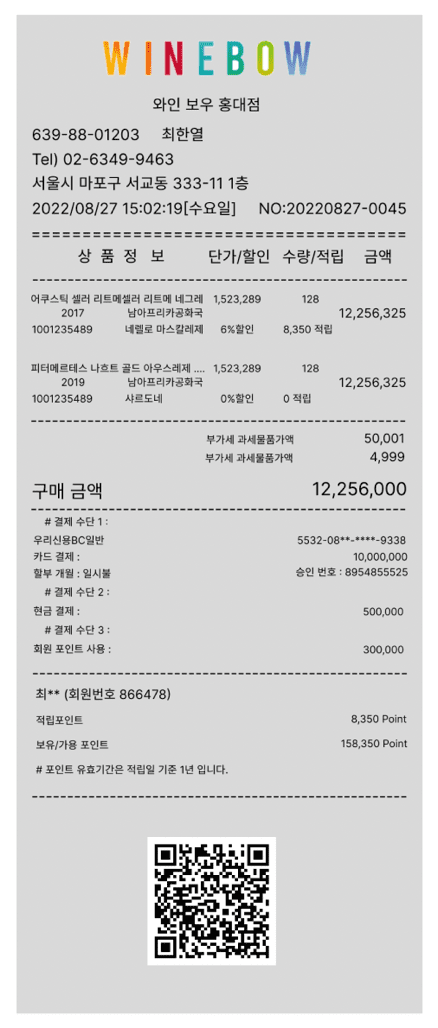 WINEBOW
와인 보우 홍대점
639-88-01203 최한열
Tel) 02-6349-9463
서울시 마포구 서교동 333-11 1층
2022/08/27 15:02:19[수요일] NO:20220827-0045
상 품 정 보 단가/할인 수량/적립 금액
어쿠스틱 셀러 리트메셀러 리트메 네그레 1,523,289 128
2017 남아프리카공화국 12,256,325
1001235489 네렐로 마스칼레제 6%할인 8,350 적립
피터메르테스 나흐트 골드 아우스레제 .... 1,523,289 128
2019 남아프리카공화국 12,256,325
1001235489 샤르도네 0%할인 0 적립
부가세 과세물품가액 50,001
부가세 과세물품가액 4,999
구매 금액 12,256,000
# 결제 수단 1 :
우리신용BC일반 5532-08**-****-9338
카드 결제 : 10,000,000
할부 개월 : 일시불 승인 번호 : 8954855525
# 결제 수단 2 :
현금 결제 : 500,000
# 결제 수단 3 :
회원 포인트 사용 : 300,000
최** (회원번호 866478)
적립포인트 8,350 Point
보유/가용 포인트 158,350 Point
# 포인트 유효기간은 적립일 기준 1년 입니다.